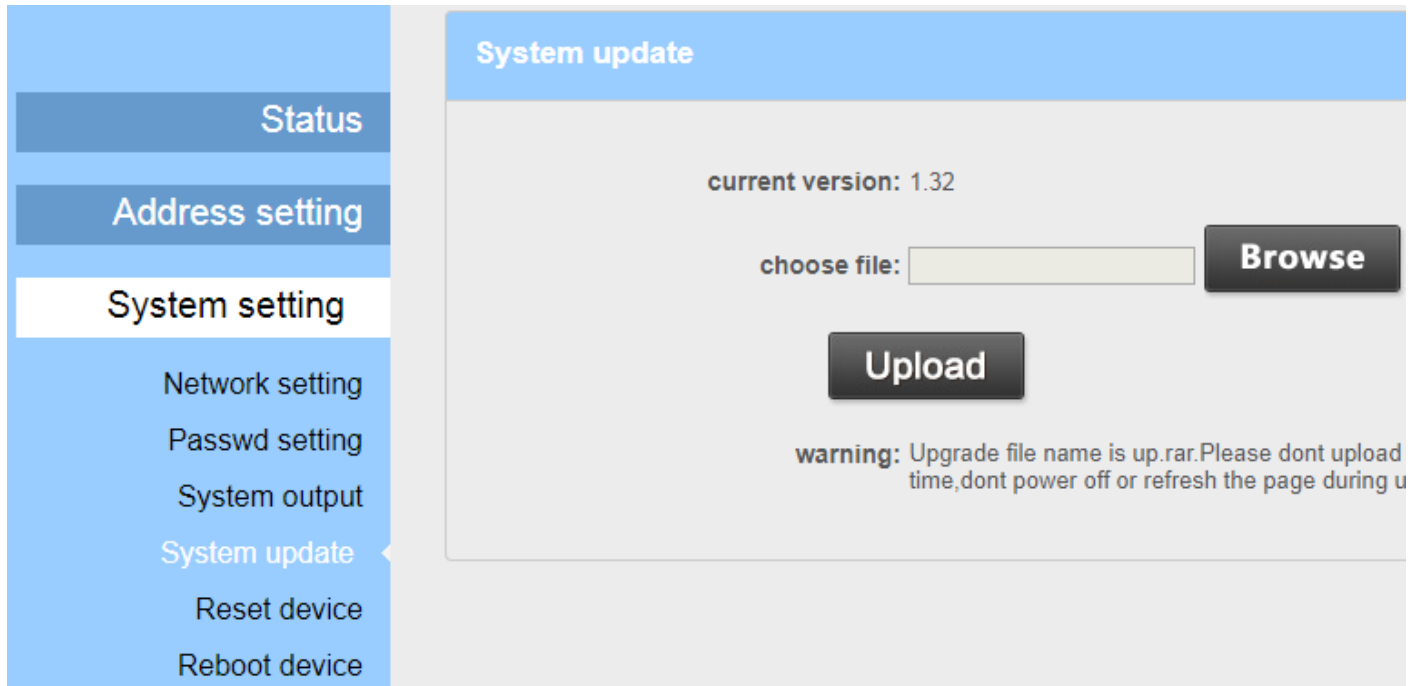 Status
Address setting
System setting
Network setting
Passwd setting
System output
System update
Reset device
Reboot device
System update
current version: 1.32
choose file:
Browse
Upload
warning: Upgrade file name is up.rar.Please dont upload
time,dont power off or refresh the page during